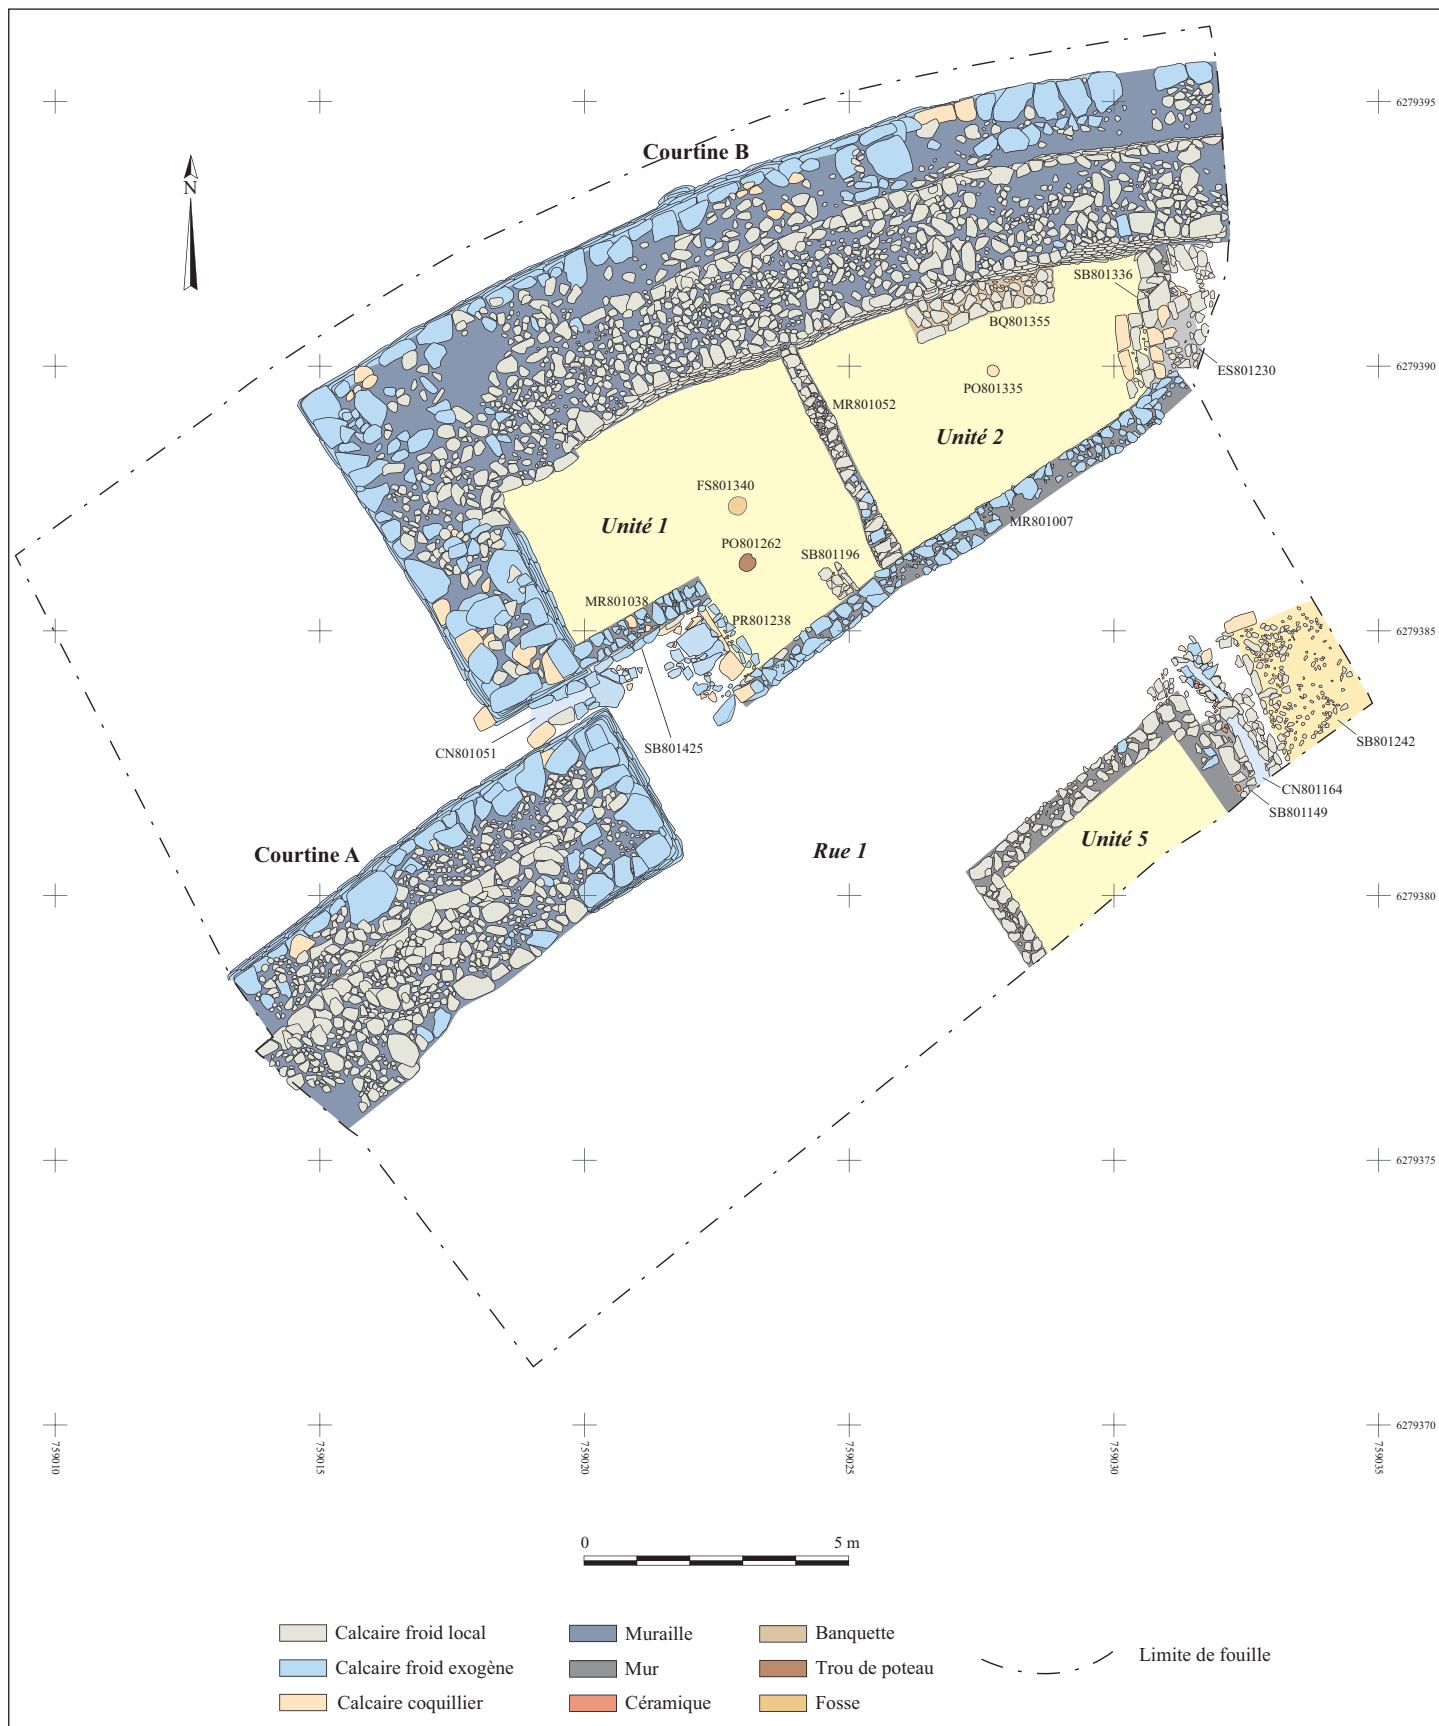 6279395
Courtine B
N
SB801336
BQ801355
ES801230
6279390
PO801335
MR801052
Unité 2
FS801340
MR801007
Unité 1
PO801262
SB801196
MR801038
PR801238
6279385
CN801051
SB801425
SB801242
CN801164
SB801149
Courtine A
Rue 1
Unité 5
6279380
6279375
6279370
759010
759015
759020
759025
759030
759035
0 5 m
Calcaire froid local
Muraille
Banquette
Limite de fouille
Calcaire froid exogène
Mur
Trou de poteau
Calcaire coquillier
Céramique
Fosse